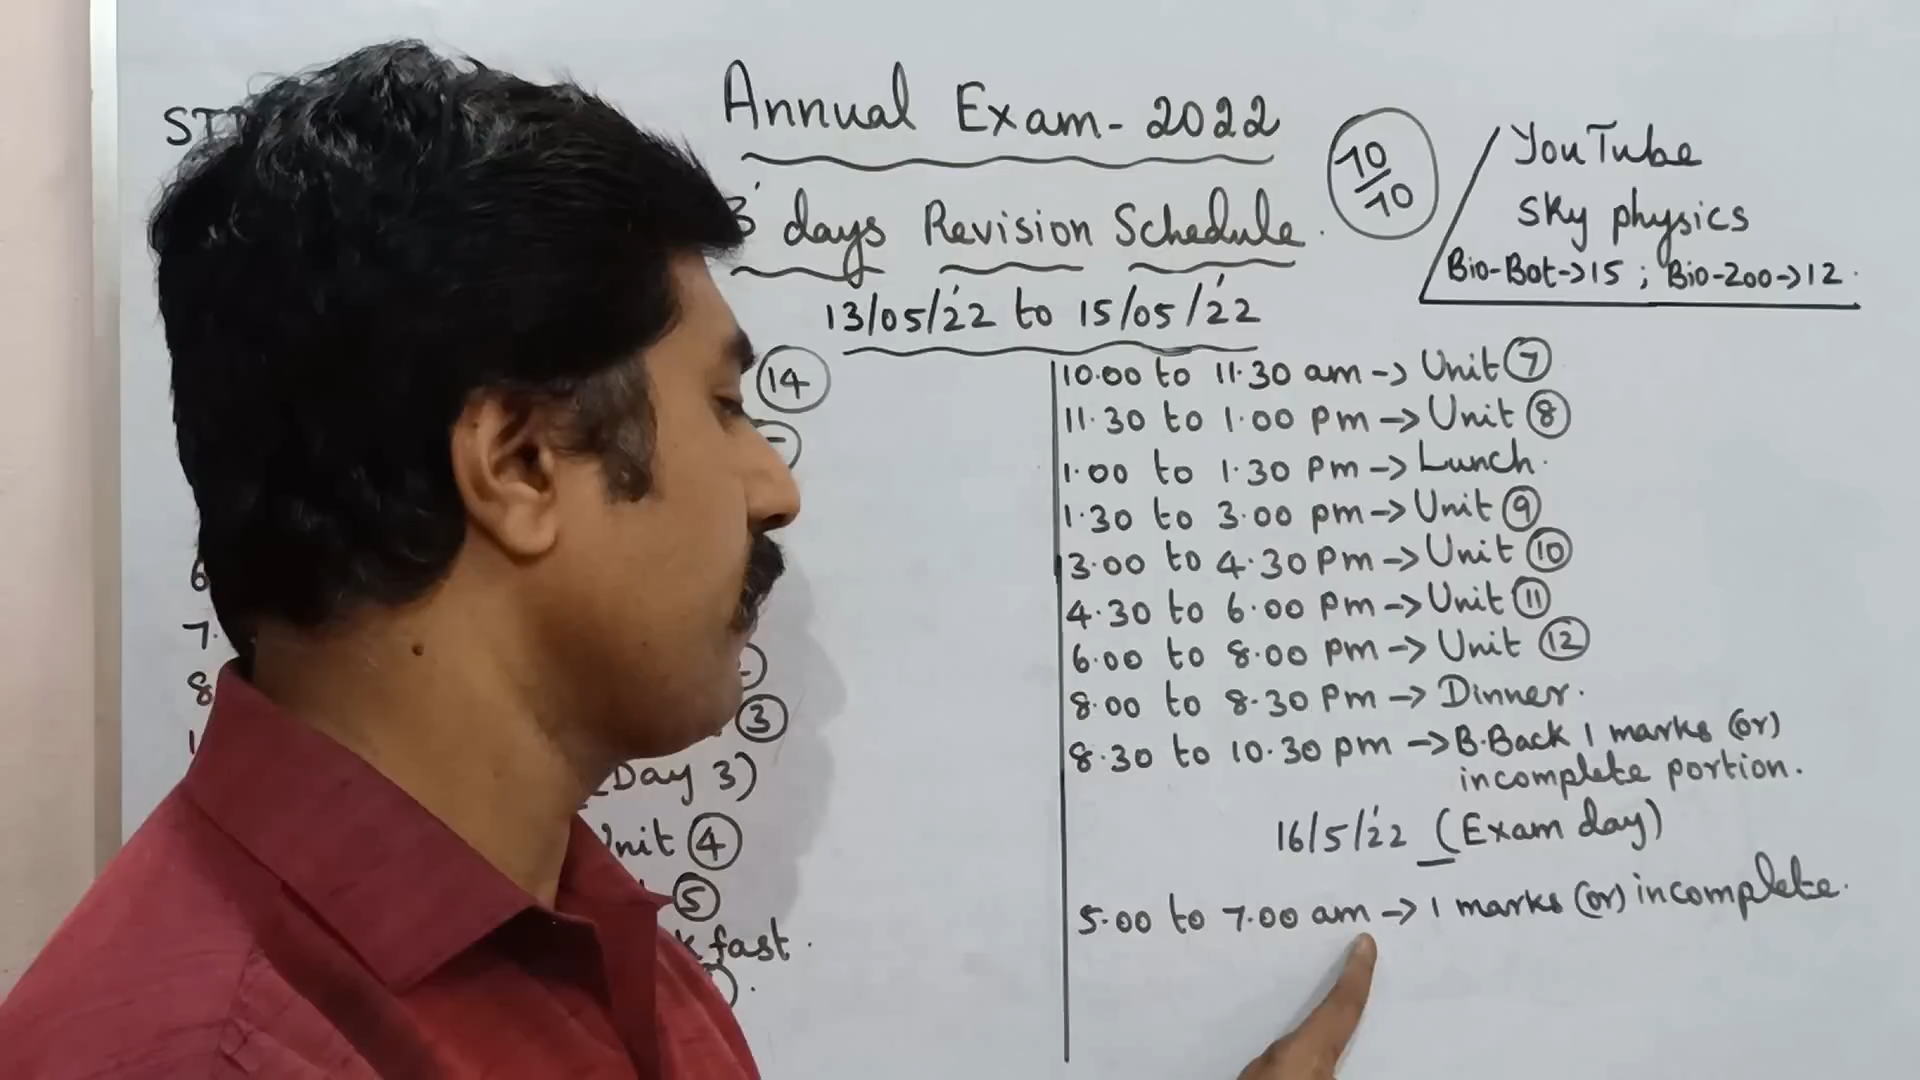 Annual Exam - 2022
3 days Revision Schedule.
13/05/'22 to 15/05/'22
10/10
YouTube
Sky physics
Bio-Bot->15 ; Bio-Zoo->12.
14
6
7.
8
3
(Day 3)
Unit 4
5
fast.
10.00 to 11.30 am -> Unit 7
11.30 to 1.00 pm -> Unit 8
1.00 to 1.30 pm -> Lunch.
1.30 to 3.00 pm -> Unit 9
3.00 to 4.30 pm -> Unit 10
4.30 to 6.00 pm -> Unit 11
6.00 to 8.00 pm -> Unit 12
8.00 to 8.30 pm -> Dinner.
8.30 to 10.30 pm -> B.Back 1 marks (or)
incomplete portion.
16/5/'22 (Exam day)
5.00 to 7.00 am -> 1 marks (or) incomplete.